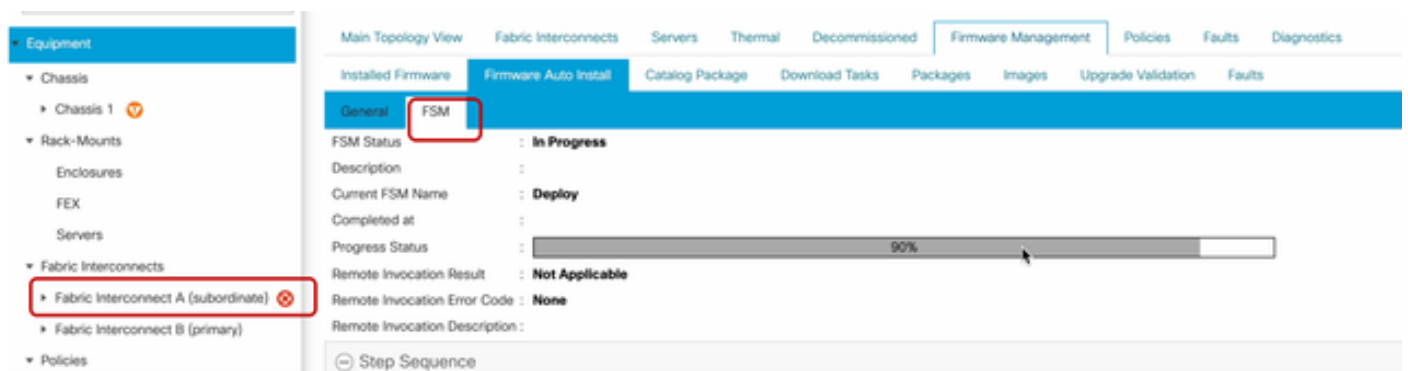 Equipment
Chassis
Chassis 1
Rack-Mounts
Enclosures
FEX
Servers
Fabric Interconnects
Fabric Interconnect A (subordinate)
Fabric Interconnect B (primary)
Policies
Main Topology View Fabric Interconnects Servers Thermal Decommissioned Firmware Management Policies Faults Diagnostics
Installed Firmware Firmware Auto Install Catalog Package Download Tasks Packages Images Upgrade Validation Faults
General FSM
FSM Status : In Progress
Description :
Current FSM Name : Deploy
Completed at :
Progress Status : 90%
Remote Invocation Result : Not Applicable
Remote Invocation Error Code : None
Remote Invocation Description :
Step Sequence